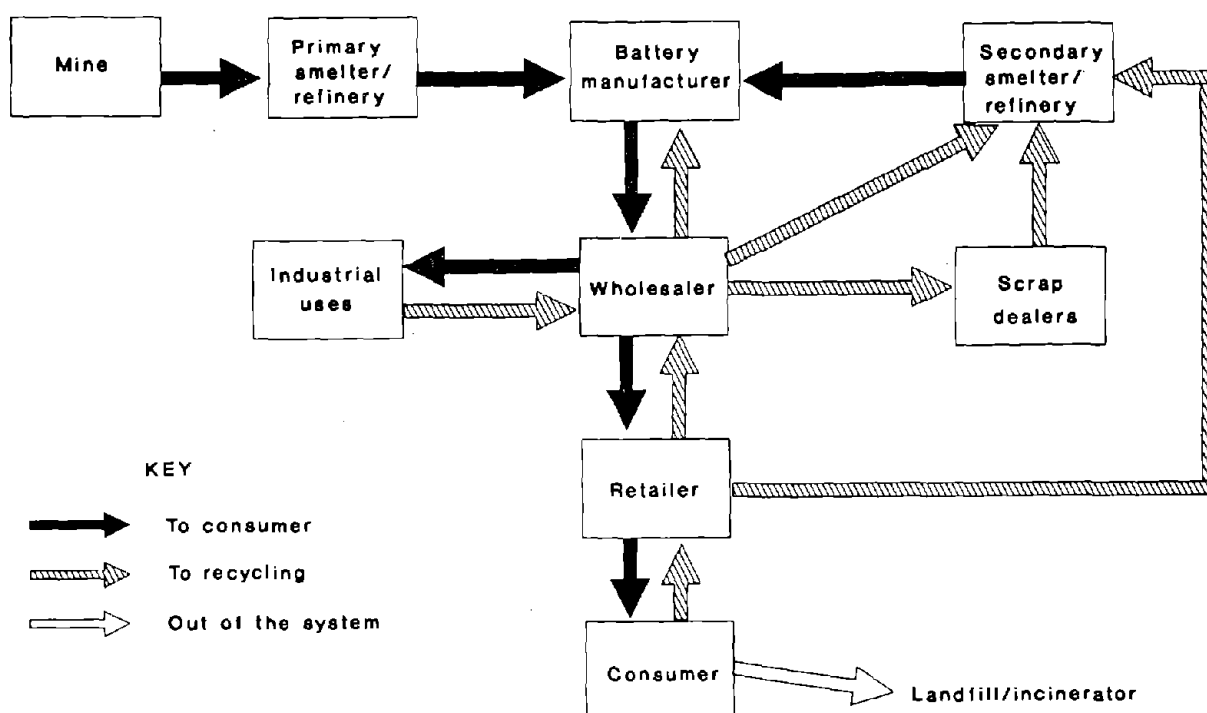 Mine
Primary
smelter/
refinery
Battery
manufacturer
Secondary
smelter/
refinery
Industrial
uses
Wholesaler
Scrap
dealers
Retailer
KEY
To consumer
To recycling
Out of the system
Consumer
Landfill/incinerator